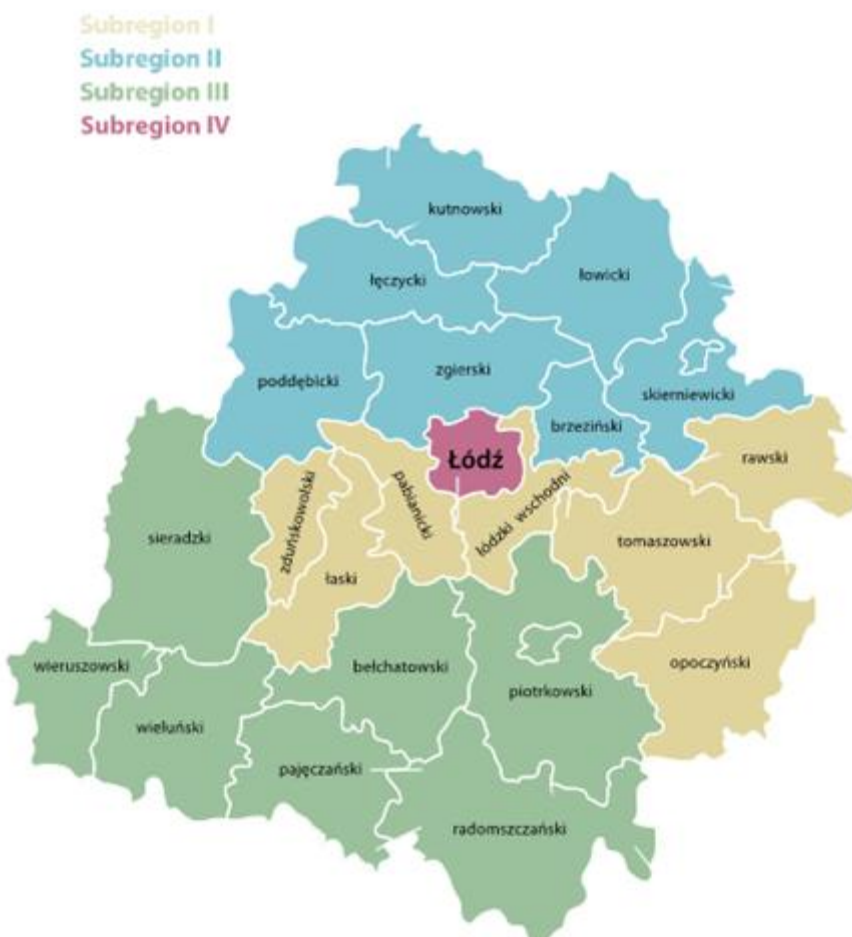 Subregion I
Subregion II
Subregion III
Subregion IV
kutnowski
łęczycki
łowicki
poddębicki
zgierski
brzeziński
skierniewicki
Łódź
rawski
sieradzki
zduńskowolski
łaski
pabianicki
łódzki wschodni
tomaszowski
opoczyński
wieruszowski
wieluński
bełchatowski
piotrkowski
pajęczański
radomszczański